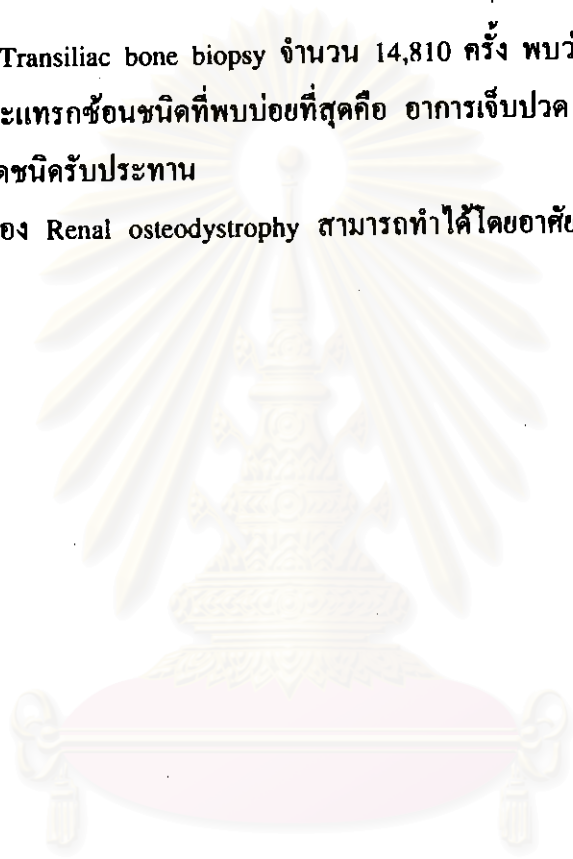 Transiliac bone biopsy จำนวน 14,810 ครั้ง พบว
ะแทรกซ้อนชนิดที่พบบ่อยที่สุดคือ อาการเจ็บปวด
ดชนิดรับประทาน
อง Renal osteodystrophy สามารถทำได้โดยอาศัย